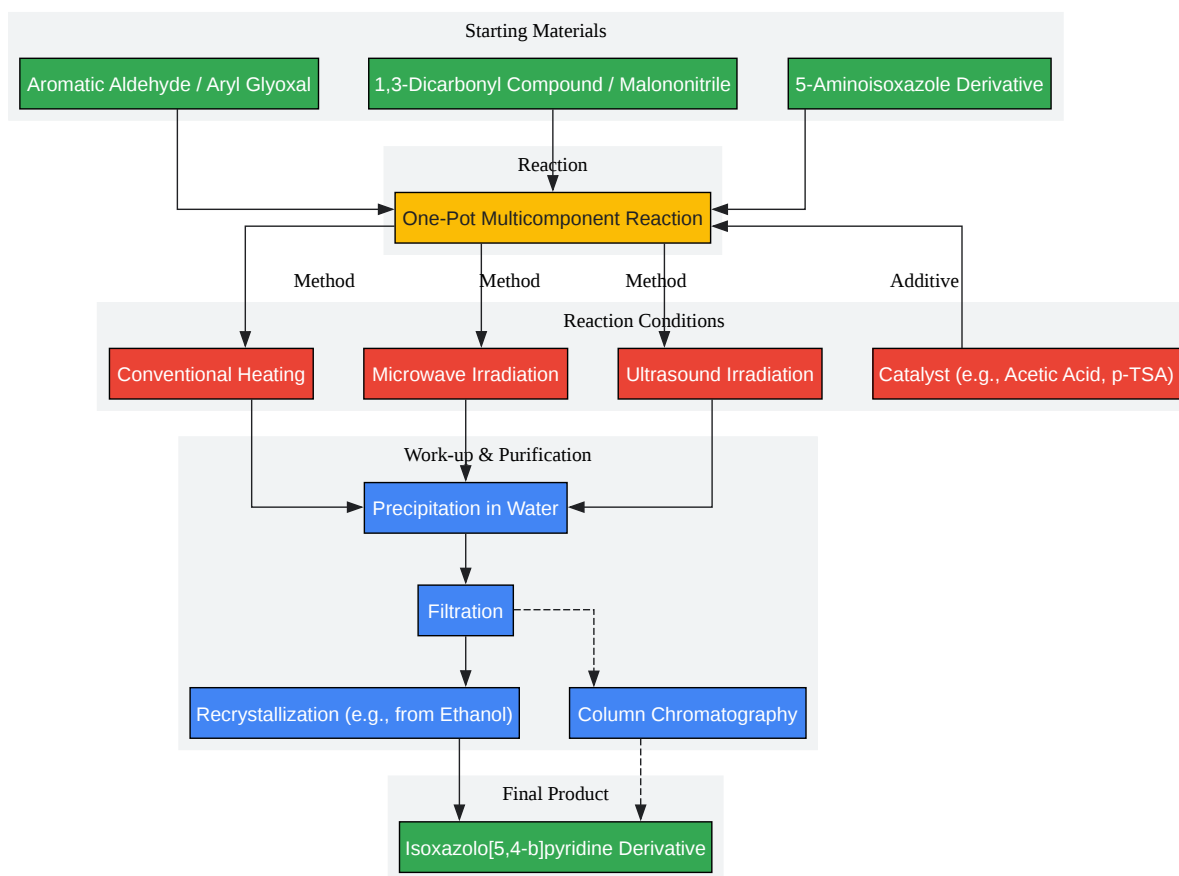 Starting Materials
Aromatic Aldehyde / Aryl Glyoxal
1,3-Dicarbonyl Compound / Malononitrile
5-Aminoisoxazole Derivative
Reaction
One-Pot Multicomponent Reaction
Method
Method
Method
Additive
Reaction Conditions
Conventional Heating
Microwave Irradiation
Ultrasound Irradiation
Catalyst (e.g., Acetic Acid, p-TSA)
Work-up & Purification
Precipitation in Water
Filtration
Recrystallization (e.g., from Ethanol)
Column Chromatography
Final Product
Isoxazolo[5,4-b]pyridine Derivative